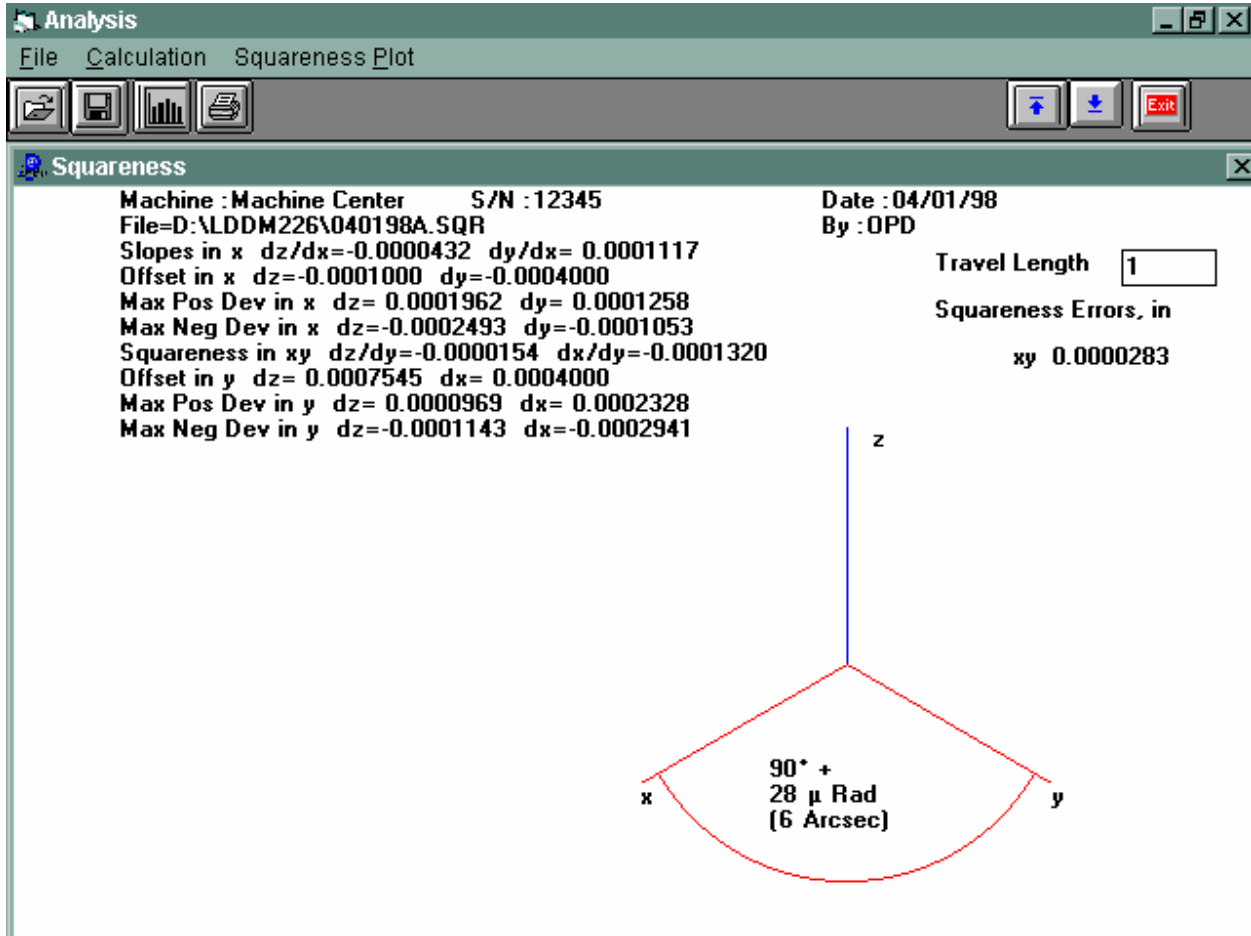 Analysis
File Calculation Squareness Plot
Exit
Squareness
Machine :Machine Center S/N :12345 Date :04/01/98
File=D:\LDDM226\040198A.SQR By :OPD
Slopes in x dz/dx=-0.0000432 dy/dx= 0.0001117
Travel Length 1
Offset in x dz=-0.0001000 dy=-0.0004000
Max Pos Dev in x dz= 0.0001962 dy= 0.0001258
Squareness Errors, in
Max Neg Dev in x dz=-0.0002493 dy=-0.0001053
Squareness in xy dz/dy=-0.0000154 dx/dy=-0.0001320
xy 0.0000283
Offset in y dz= 0.0007545 dx= 0.0004000
Max Pos Dev in y dz= 0.0000969 dx= 0.0002328
Max Neg Dev in y dz=-0.0001143 dx=-0.0002941
z
90° +
x 28 µ Rad y
(6 Arcsec)